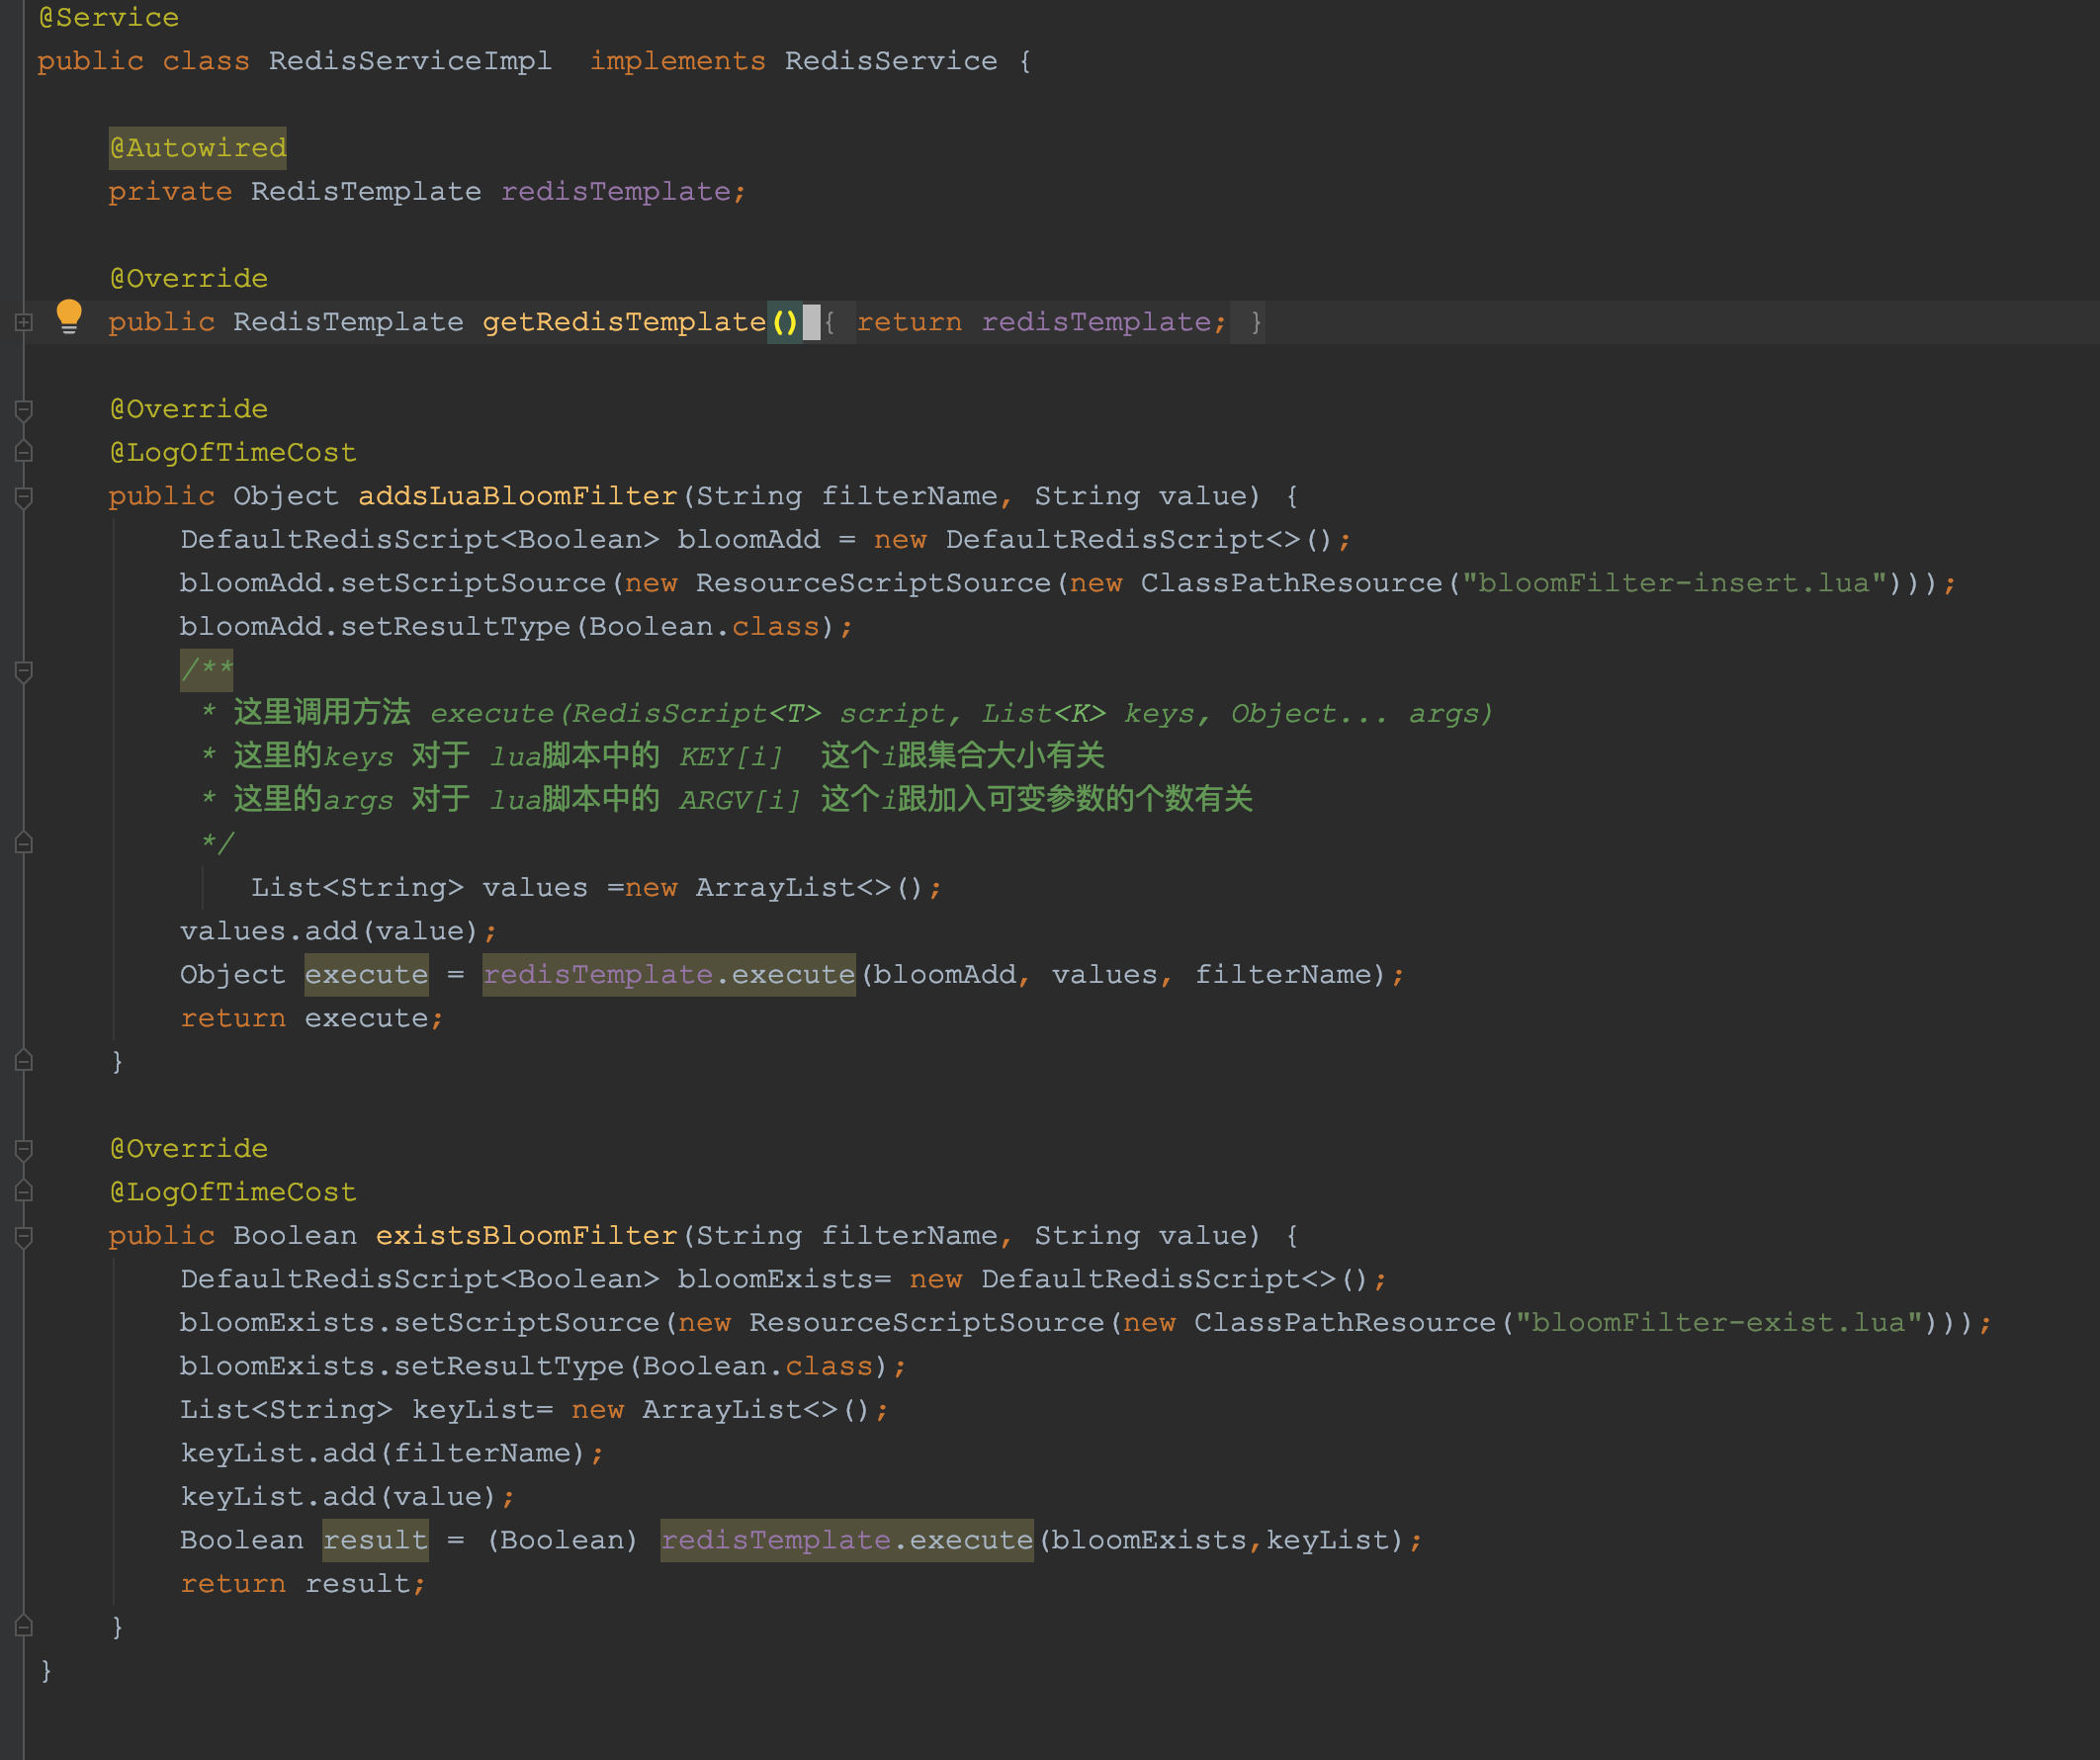 @Service
public class RedisServiceImpl  implements RedisService {
@Autowired
private RedisTemplate redisTemplate;
@Override
public RedisTemplate getRedisTemplate() { return redisTemplate; }
@Override
@LogOfTimeCost
public Object addsLuaBloomFilter(String filterName, String value) {
DefaultRedisScript<Boolean> bloomAdd = new DefaultRedisScript<>();
bloomAdd.setScriptSource(new ResourceScriptSource(new ClassPathResource("bloomFilter-insert.lua")));
bloomAdd.setResultType(Boolean.class);
/**
* 这里调用方法 execute(RedisScript<T> script, List<K> keys, Object... args)
* 这里的keys 对于 lua脚本中的 KEY[i]  这个i跟集合大小有关
* 这里的args 对于 lua脚本中的 ARGV[i] 这个i跟加入可变参数的个数有关
*/
List<String> values =new ArrayList<>();
values.add(value);
Object execute = redisTemplate.execute(bloomAdd, values, filterName);
return execute;
}
@Override
@LogOfTimeCost
public Boolean existsBloomFilter(String filterName, String value) {
DefaultRedisScript<Boolean> bloomExists= new DefaultRedisScript<>();
bloomExists.setScriptSource(new ResourceScriptSource(new ClassPathResource("bloomFilter-exist.lua")));
bloomExists.setResultType(Boolean.class);
List<String> keyList= new ArrayList<>();
keyList.add(filterName);
keyList.add(value);
Boolean result = (Boolean) redisTemplate.execute(bloomExists,keyList);
return result;
}
}